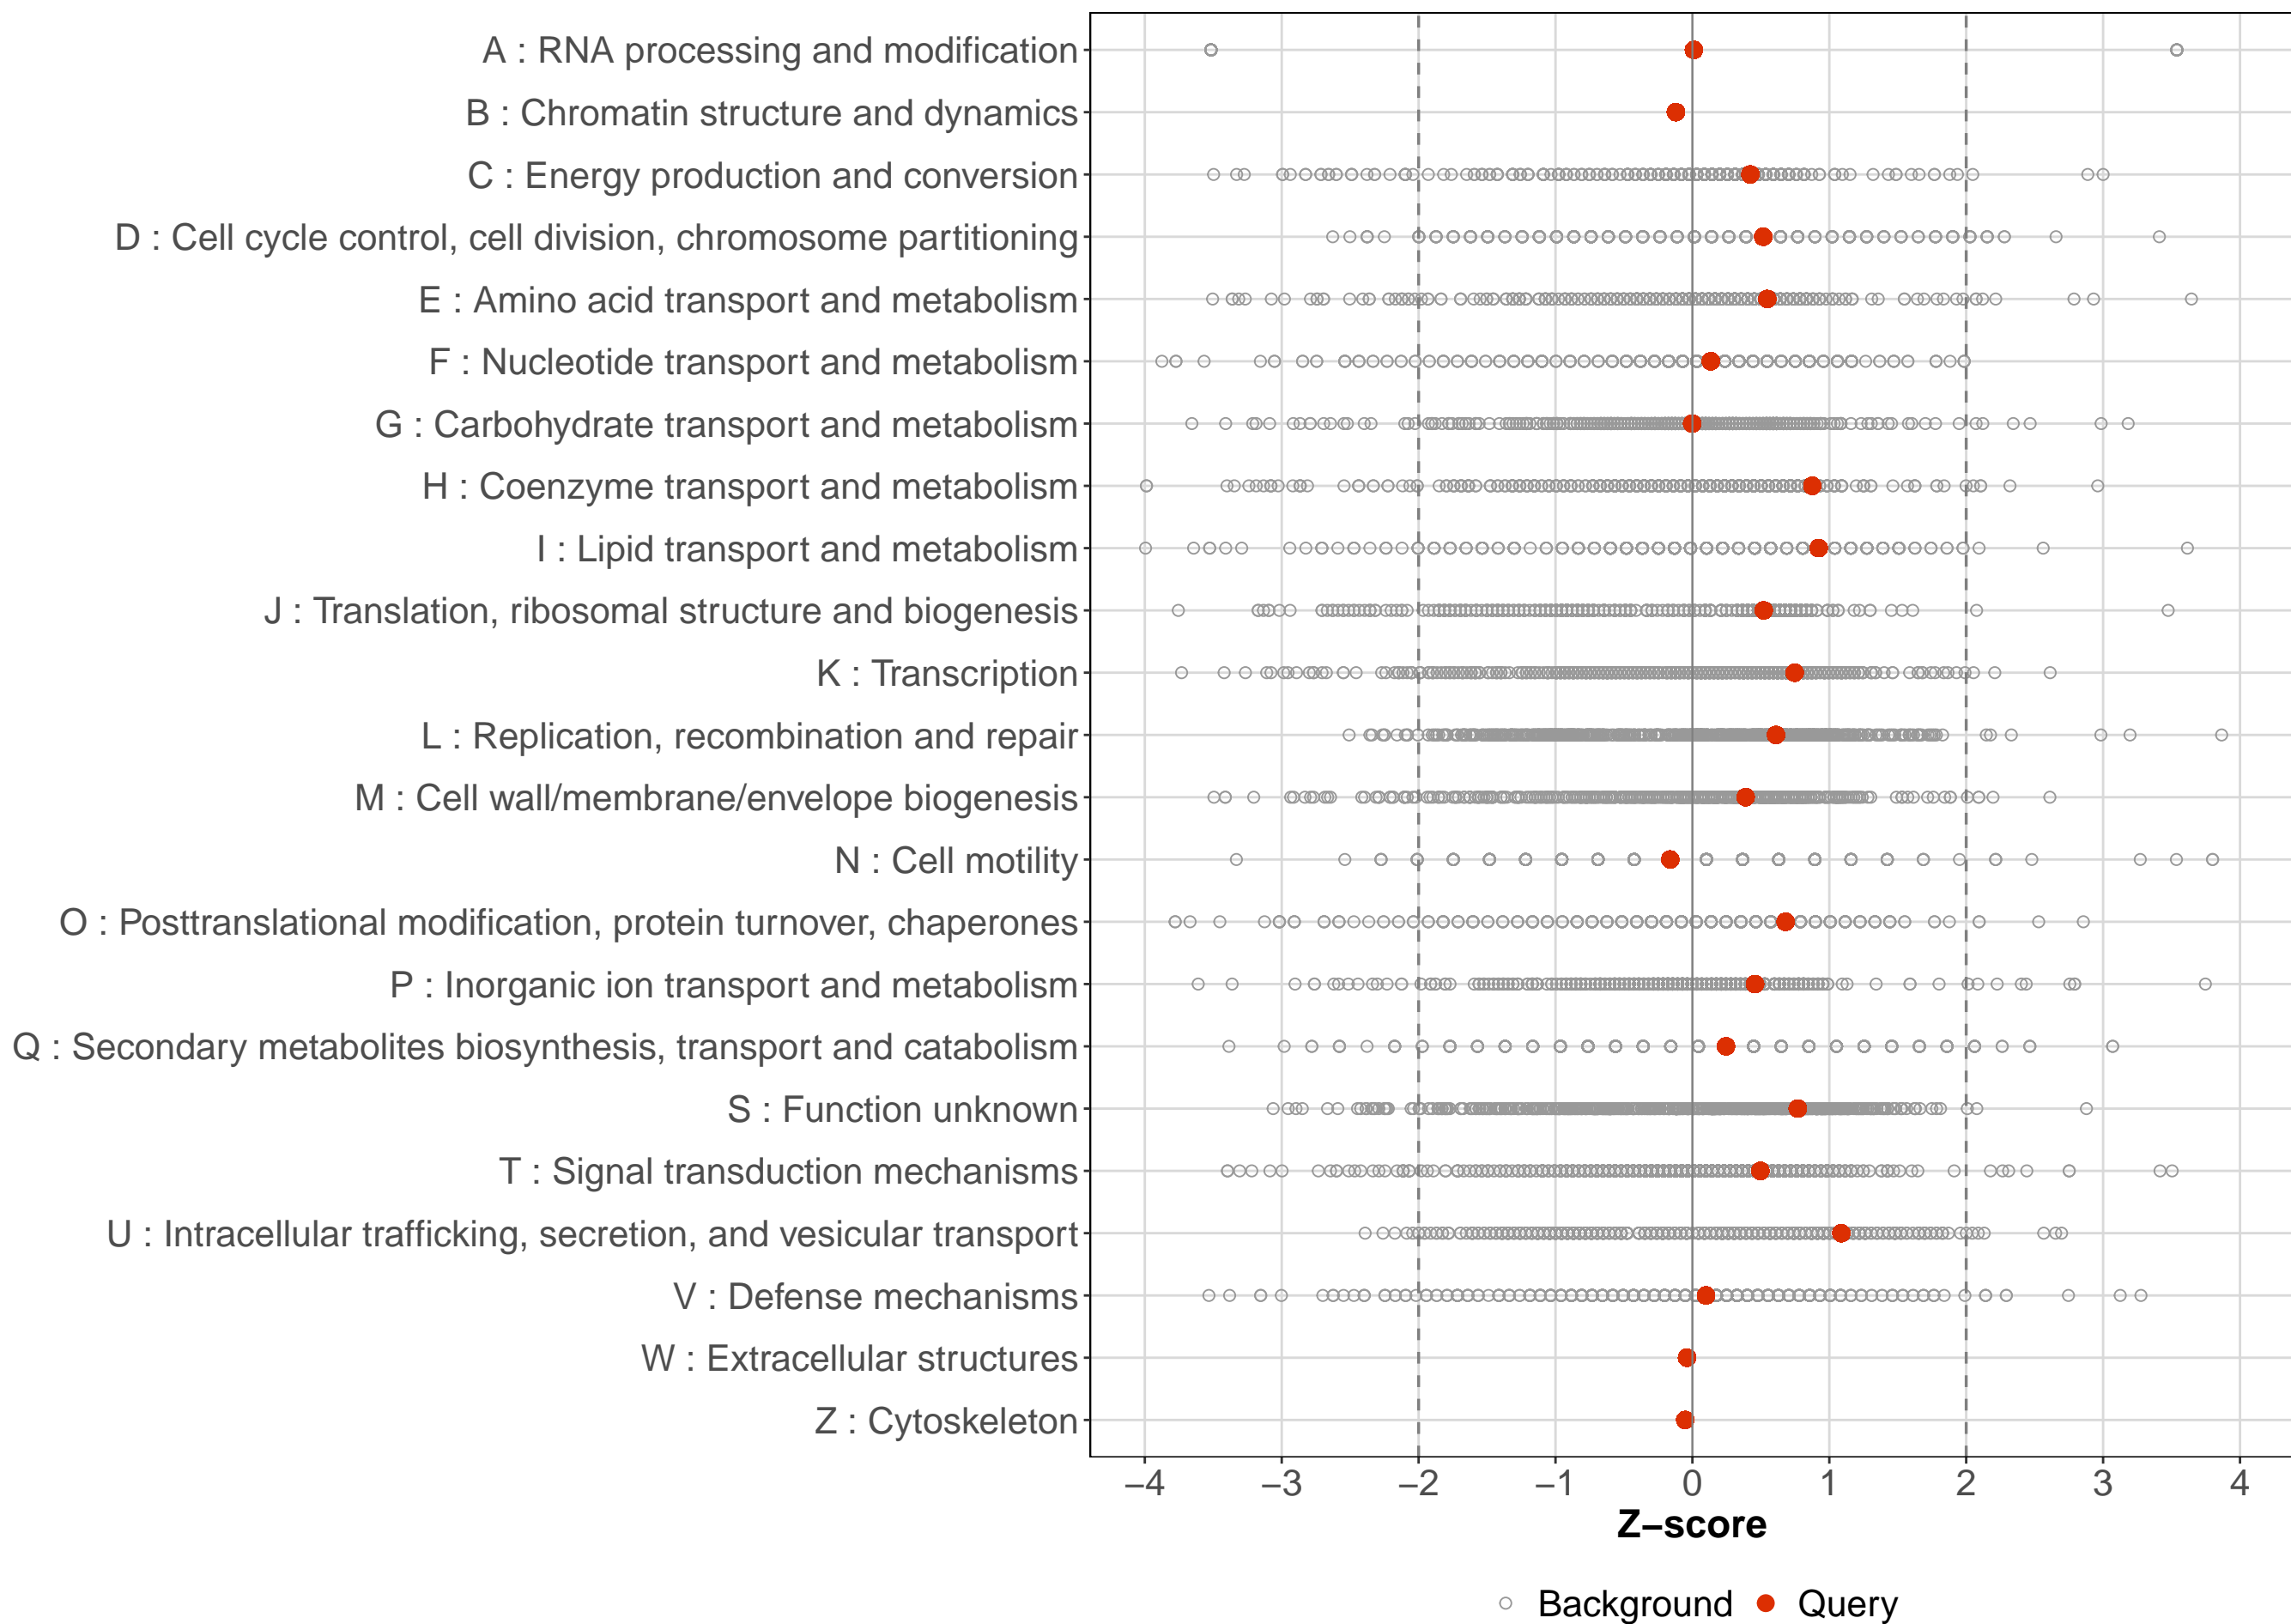 A : RNA processing and modification
B : Chromatin structure and dynamics
C : Energy production and conversion
D : Cell cycle control, cell division, chromosome partitioning
E : Amino acid transport and metabolism
F : Nucleotide transport and metabolism
G : Carbohydrate transport and metabolism
H : Coenzyme transport and metabolism
I : Lipid transport and metabolism
J : Translation, ribosomal structure and biogenesis
K : Transcription
L : Replication, recombination and repair
M : Cell wall/membrane/envelope biogenesis
N : Cell motility
O : Posttranslational modification, protein turnover, chaperones
P : Inorganic ion transport and metabolism
Q : Secondary metabolites biosynthesis, transport and catabolism
S : Function unknown
T : Signal transduction mechanisms
U : Intracellular trafficking, secretion, and vesicular transport
V : Defense mechanisms
W : Extracellular structures
Z : Cytoskeleton
−4 −3 −2 −1 0 1 2 3 4
Z−score
Background Query